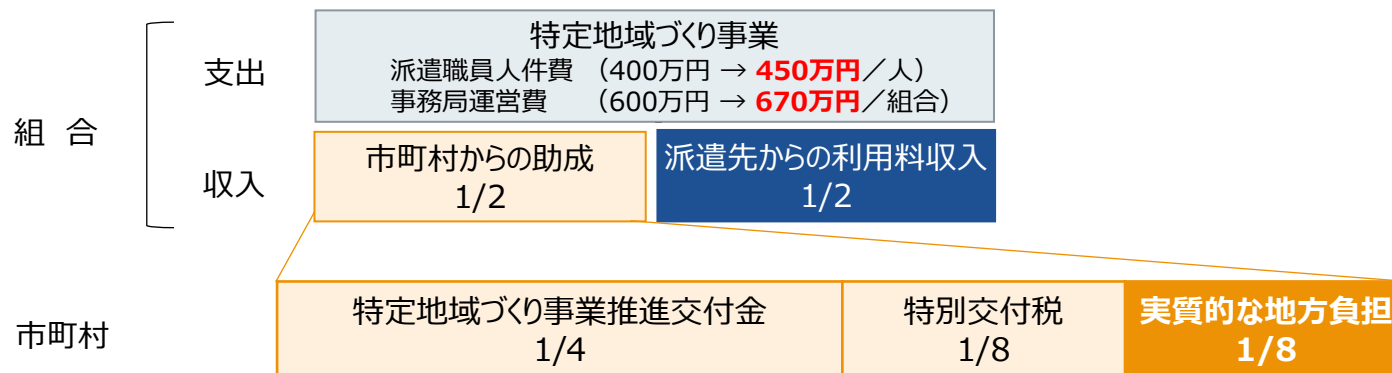 特定地域づくり事業
支出
派遣職員人件費 （400万円 → 450万円／人）
事務局運営費 （600万円 → 670万円／組合）
組 合
収入
市町村からの助成
1/2
派遣先からの利用料収入
1/2
市町村
特定地域づくり事業推進交付金
1/4
特別交付税
1/8
実質的な地方負担
1/8